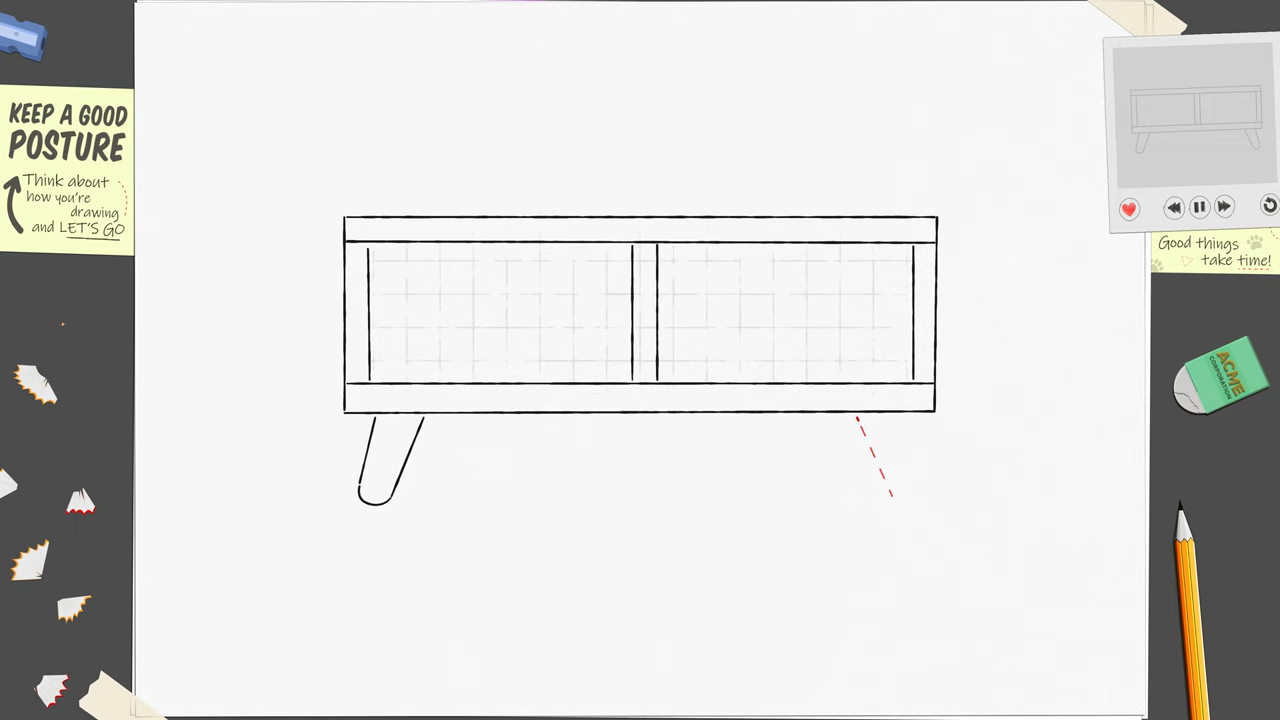 KEEP A GOOD
POSTURE
Think about
how you're
drawing
and LET'S GO
Good things
take time!
ACME
CORPORATION